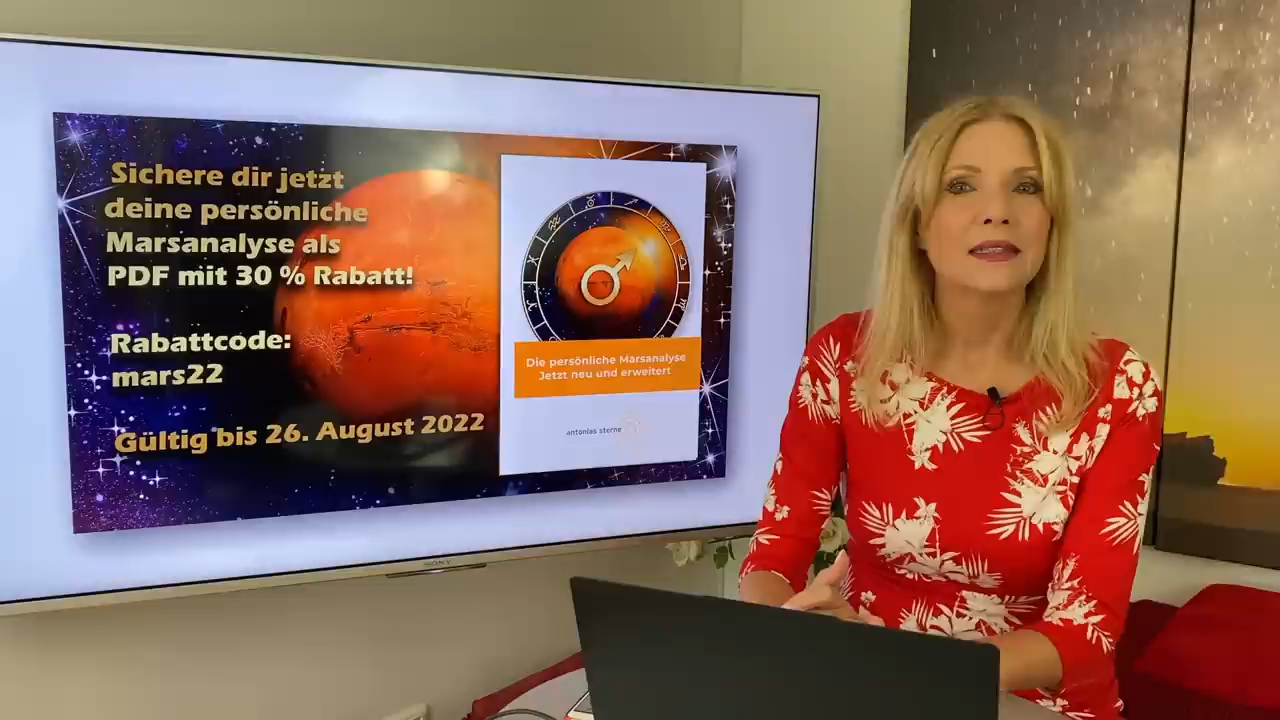 Sichere dir jetzt
deine persönliche
Marsanalyse als
PDF mit 30 % Rabatt!
Rabattcode:
mars22
Gültig bis 26. August 2022
Die persönliche Marsanalyse
Jetzt neu und erweitert
antonias sterne
SONY